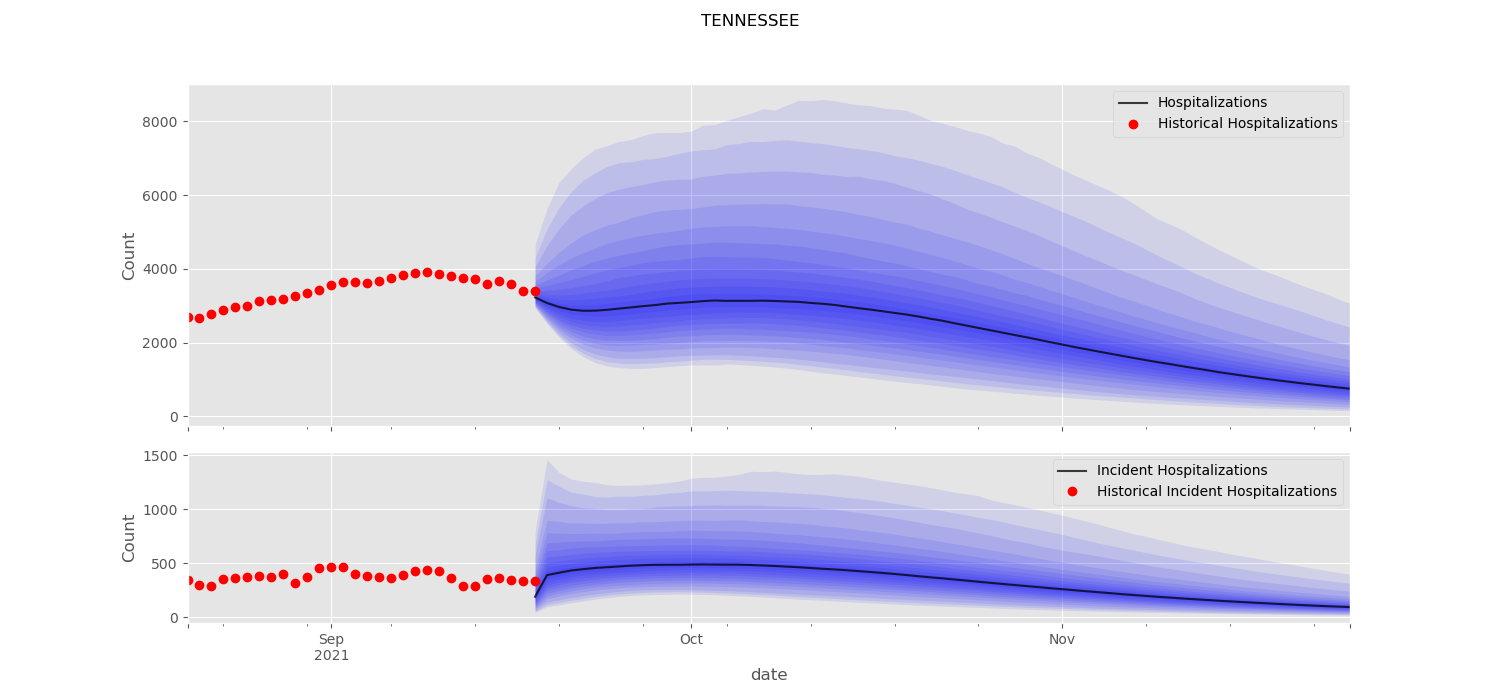 TENNESSEE
Hospitalizations
Historical Hospitalizations
8000
6000
4000
2000
0
Count
Incident Hospitalizations
Historical Incident Hospitalizations
1500
1000
500
0
Count
Sep
2021
Oct
Nov
date